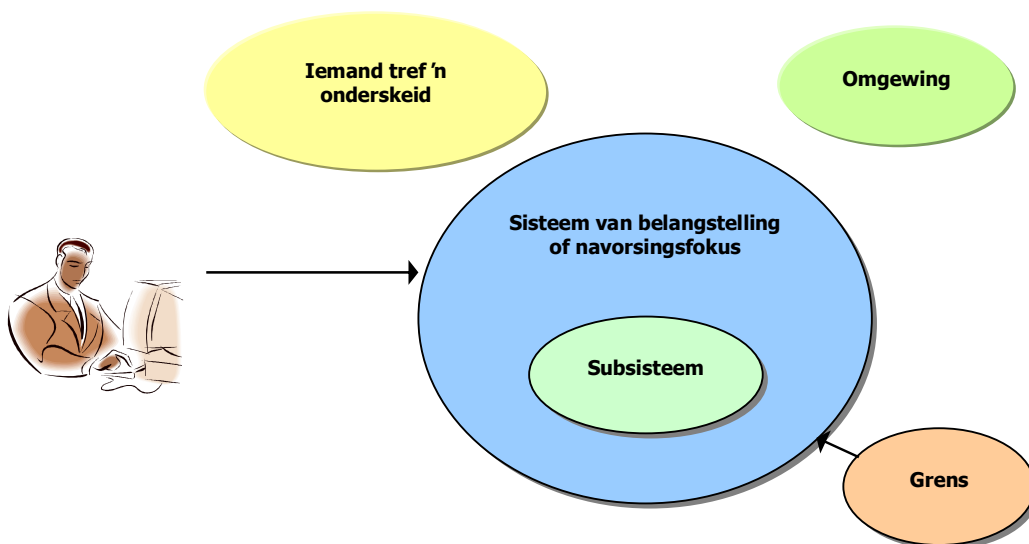 Iemand tref 'n
onderskeid
Omgewing
Sisteem van belangstelling
of navorsingsfokus
Subsisteem
Grens